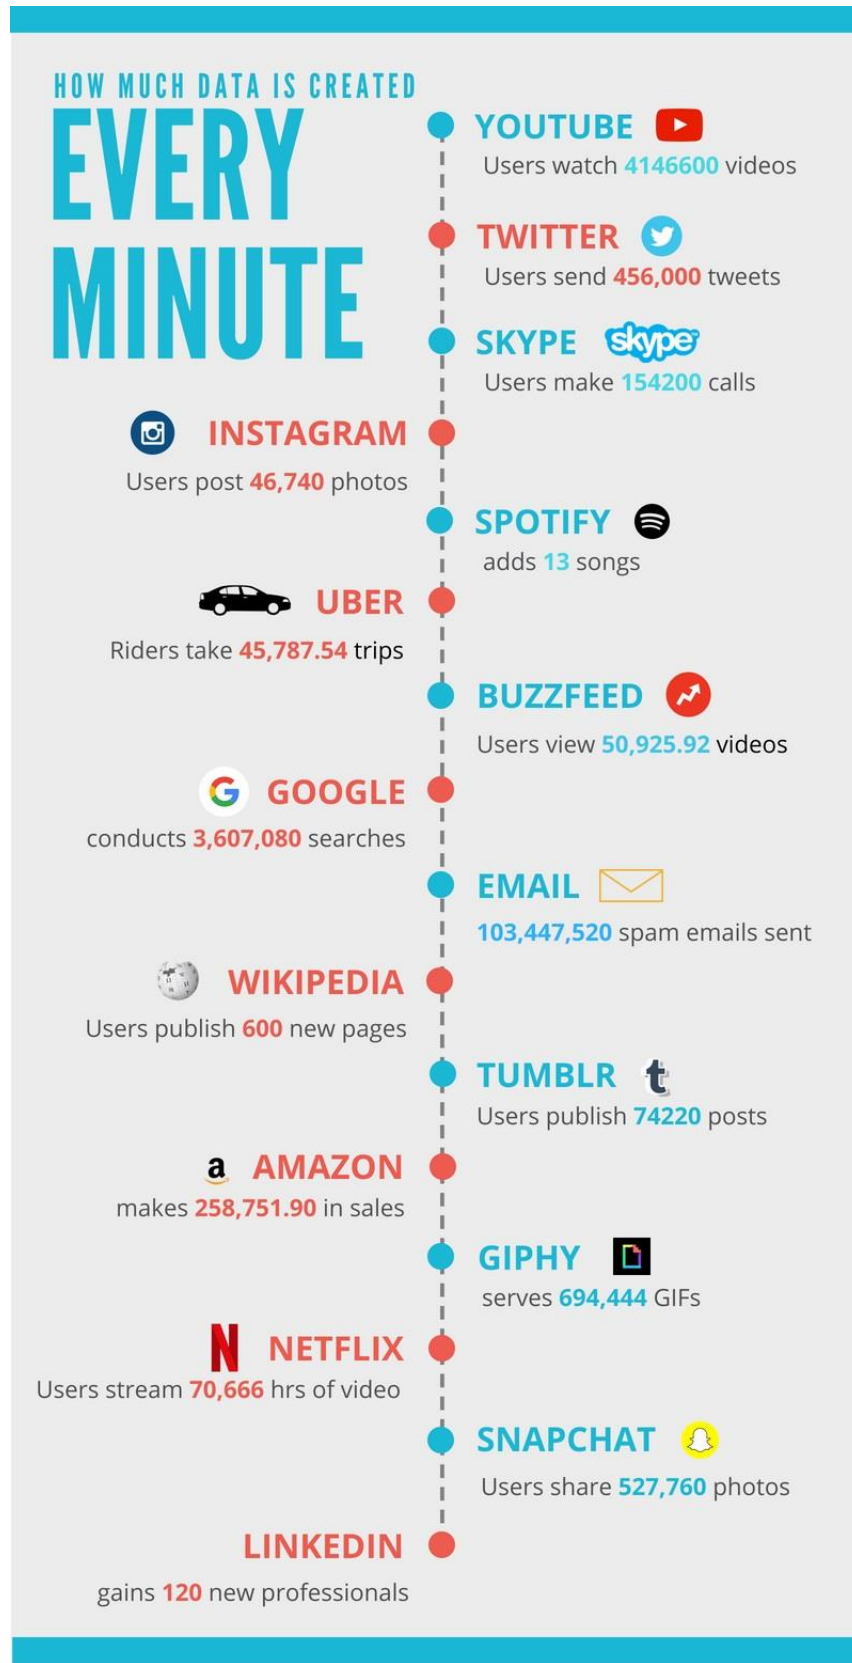 HOW MUCH DATA IS CREATED
EVERY
MINUTE
YOUTUBE
Users watch 4146600 videos
TWITTER
Users send 456,000 tweets
SKYPE skype
Users make 154200 calls
INSTAGRAM
Users post 46,740 photos
SPOTIFY
adds 13 songs
UBER
Riders take 45,787.54 trips
BUZZFEED
Users view 50,925.92 videos
GOOGLE
conducts 3,607,080 searches
EMAIL
103,447,520 spam emails sent
WIKIPEDIA
Users publish 600 new pages
TUMBLR t
Users publish 74220 posts
a AMAZON
makes 258,751.90 in sales
GIPHY
serves 694,444 GIFs
N NETFLIX
Users stream 70,666 hrs of video
SNAPCHAT
Users share 527,760 photos
LINKEDIN
gains 120 new professionals